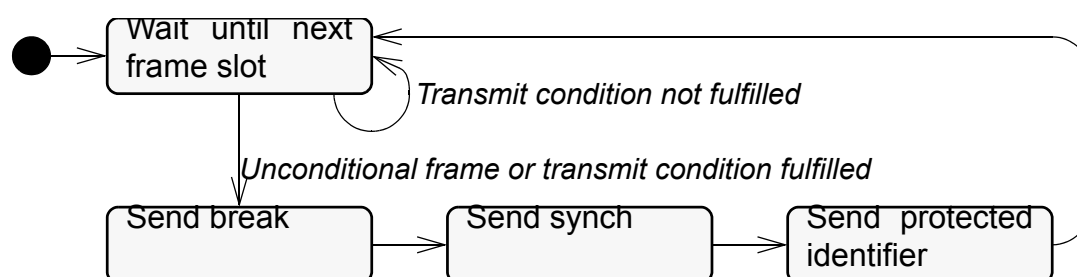 Wait until next
frame slot
Transmit condition not fulfilled
Unconditional frame or transmit condition fulfilled
Send break
Send synch
Send protected
identifier